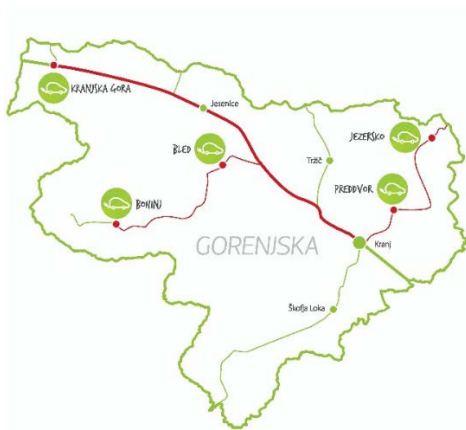 KRANJSKA GORA
Jesenice
JEZERSKO
BLED
Tržič
PREDDVOR
BOHINJ
GORENJSKA
Kranj
Škofja Loka